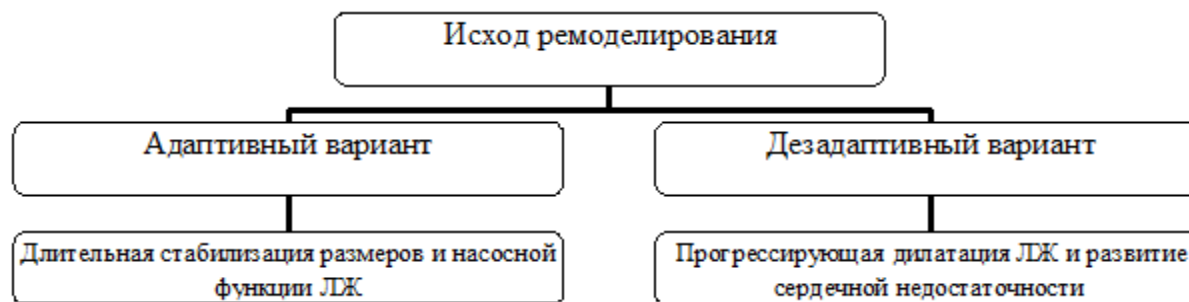 Исход ремоделирования
Адаптивный вариант
Дезадаптивный вариант
Длительная стабилизация размеров и насосной
функции ЛЖ
Прогрессирующая дилатация ЛЖ и развитие
сердечной недостаточности